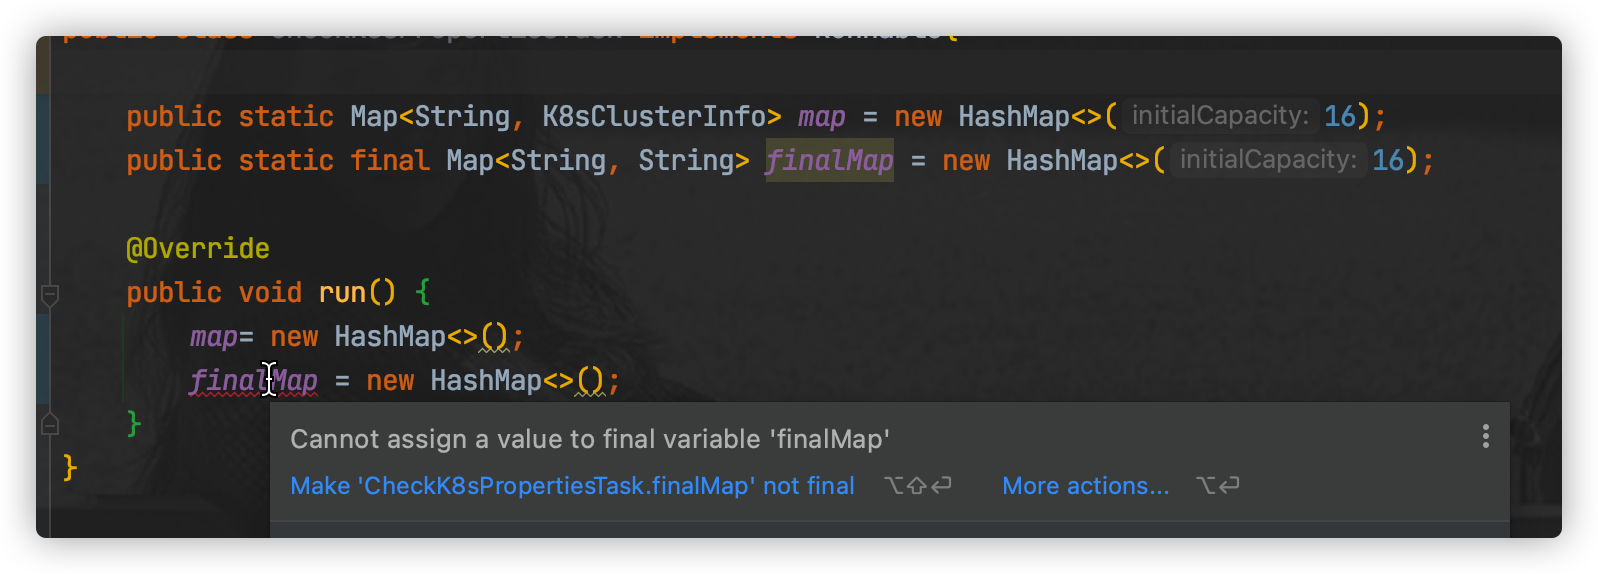 public static Map<String, K8sClusterInfo> map = new HashMap<>( initialCapacity: 16);
public static final Map<String, String> finalMap = new HashMap<>( initialCapacity: 16);
@Override
public void run() {
map= new HashMap<>();
finalMap = new HashMap<>();
}
}
Cannot assign a value to final variable 'finalMap'
Make 'CheckK8sPropertiesTask.finalMap' not final ⌥⇧⏎ More actions... ⌥⏎